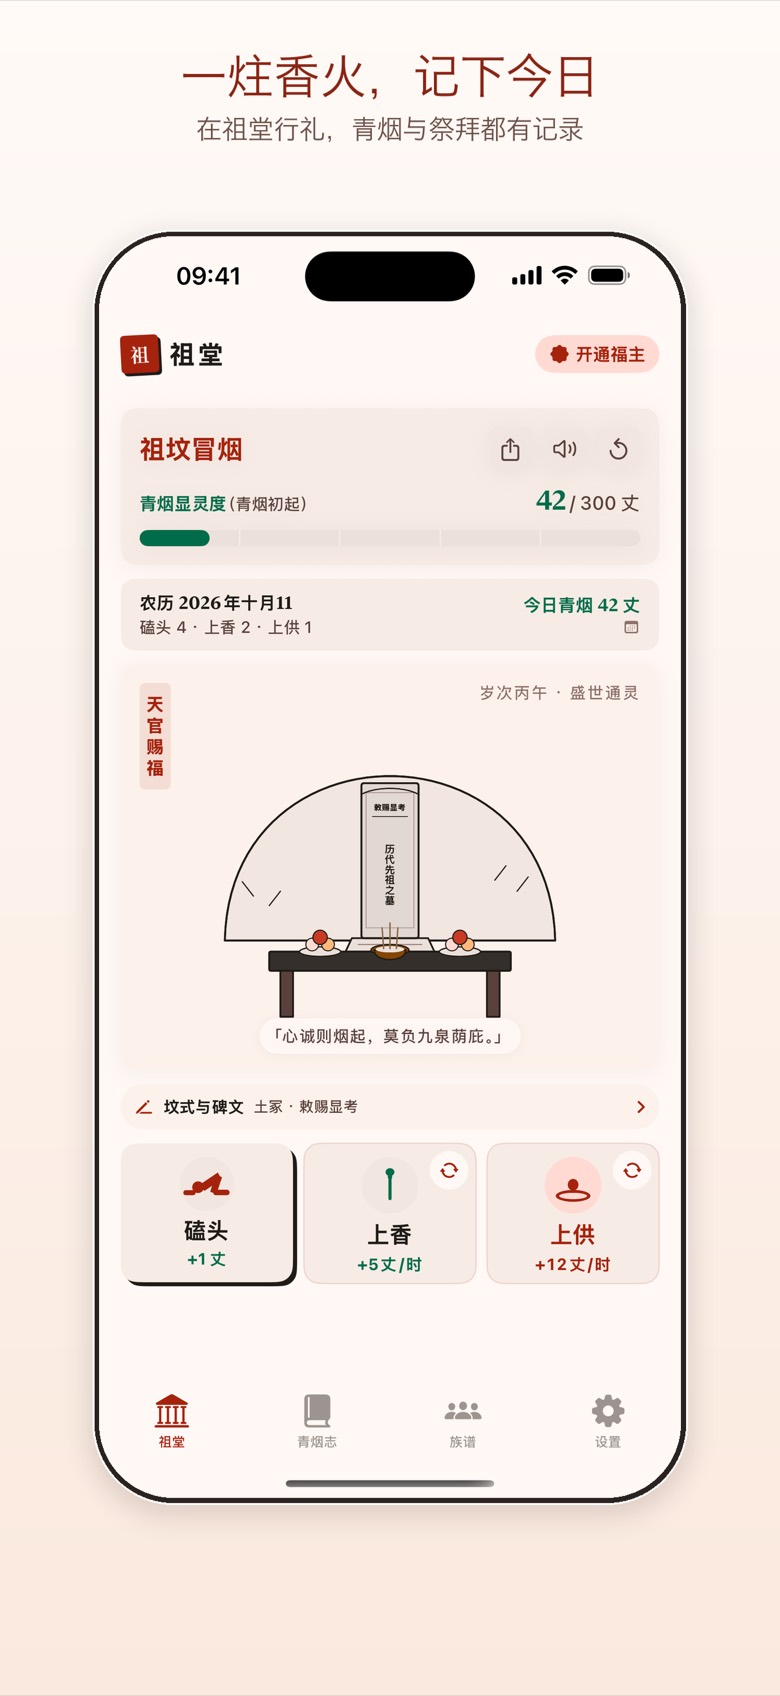 一炷香火，记下今日
在祖堂行礼，青烟与祭拜都有记录
09:41
祖 祖堂
开通福主
祖坟冒烟
青烟显灵度(青烟初起)
42/300 丈
农历 2026年十月11
今日青烟 42 丈
磕头 4 · 上香 2 · 上供 1
岁次丙午 · 盛世通灵
天官赐福
敕赐显考
历代先祖之墓
「心诚则烟起，莫负九泉荫庇。」
坟式与碑文 土冢 · 敕赐显考
磕头
+1丈
上香
+5丈/时
上供
+12丈/时
祖堂
青烟志
族谱
设置